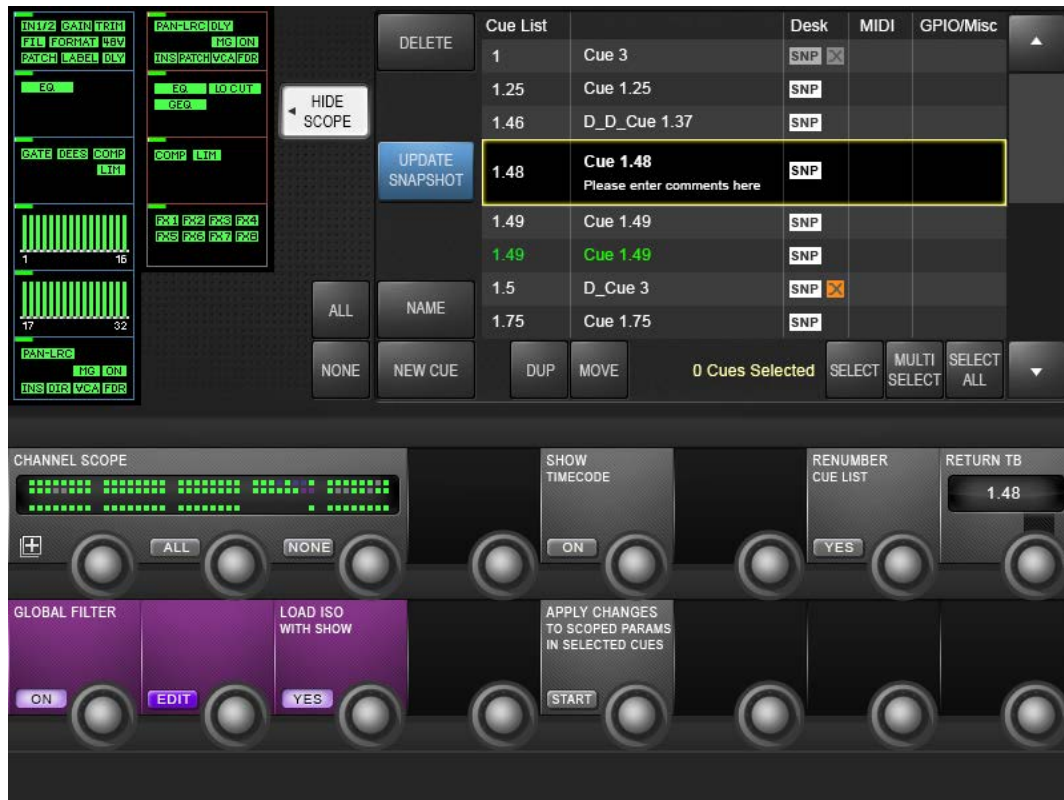 IN1/2 GAIN TRIM
FIL FORMAT 48V
PATCH LABEL DLY
EQ
GATE DEES COMP
LIM
1 16
17 32
PAN-LRC
MG ON
INS DIR VCA FDR
PAN-LRC DLY
MG ON
INS PATCH VCA FDR
EQ LO CUT
GEQ
COMP LIM
FX1 FX2 FX3 FX4
FX5 FX6 FX7 FX8
HIDE
SCOPE
ALL
NONE
DELETE
UPDATE
SNAPSHOT
NAME
NEW CUE
Cue List Desk MIDI GPIO/Misc
1 Cue 3 SNP
1.25 Cue 1.25 SNP
1.46 D_D_Cue 1.37 SNP
1.48 Cue 1.48 SNP
Please enter comments here
1.49 Cue 1.49 SNP
1.49 Cue 1.49 SNP
1.5 D_Cue 3 SNP
1.75 Cue 1.75 SNP
DUP MOVE 0 Cues Selected SELECT
MULTI
SELECT
SELECT
ALL
CHANNEL SCOPE
ALL NONE
SHOW
TIMECODE
ON
RENUMBER
CUE LIST
YES
RETURN TB
1.48
GLOBAL FILTER
ON
EDIT
LOAD ISO
WITH SHOW
YES
APPLY CHANGES
TO SCOPED PARAMS
IN SELECTED CUES
START